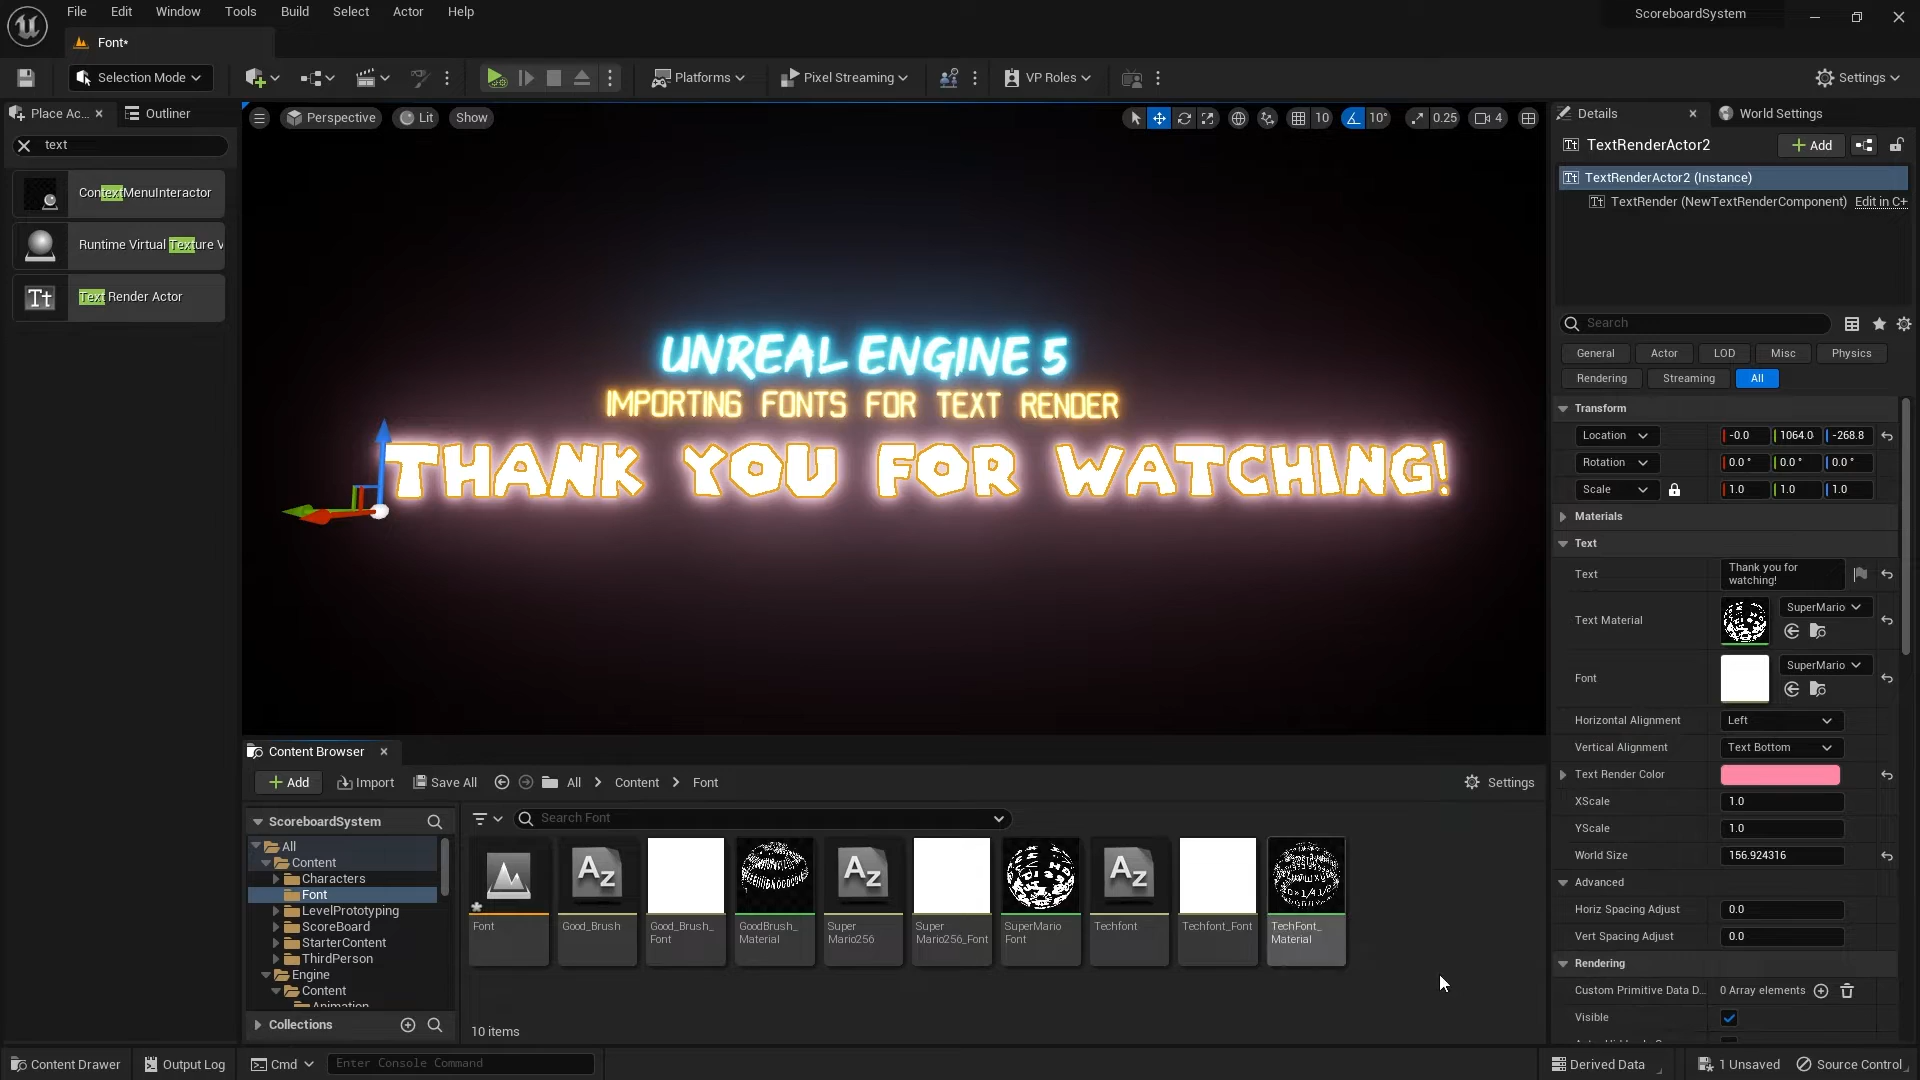 File Edit Window Tools Build Select Actor Help
ScoreboardSystem
Font*
Selection Mode
Platforms
Pixel Streaming
VP Roles
Settings
Place Ac...
Outliner
text
ContextMenuInteractor
Runtime Virtual Texture V
Text Render Actor
Perspective
Lit
Show
10
10°
0.25
4
UNREAL ENGINE 5
IMPORTING FONTS FOR TEXT RENDER
THANK YOU FOR WATCHING!
Details
World Settings
TextRenderActor2
Add
TextRenderActor2 (Instance)
TextRender (NewTextRenderComponent) Edit in C+
Search
General Actor LOD Misc Physics
Rendering Streaming All
Transform
Location -0.0 1064.0 -268.8
Rotation 0.0 ° 0.0 ° 0.0 °
Scale 1.0 1.0 1.0
Materials
Text
Text Thank you for
watching!
Text Material SuperMario
Font SuperMario
Horizontal Alignment Left
Vertical Alignment Text Bottom
Text Render Color
XScale 1.0
YScale 1.0
World Size 156.924316
Advanced
Horiz Spacing Adjust 0.0
Vert Spacing Adjust 0.0
Rendering
Custom Primitive Data D... 0 Array elements
Visible
Content Browser
Add Import Save All All Content Font
Settings
ScoreboardSystem
Search Font
All
Content
Characters
Font
LevelPrototyping
ScoreBoard
StarterContent
ThirdPerson
Engine
Content
Animation
Collections
Az
Az
Az
Font
Good_Brush
Good_Brush_
Font
GoodBrush_
Material
Super
Mario256
Super
Mario256_Font
SuperMario
Font
Techfont
Techfont_Font
TechFont_
Material
10 items
Content Drawer
Output Log
Cmd
Enter Console Command
Derived Data
1 Unsaved
Source Control